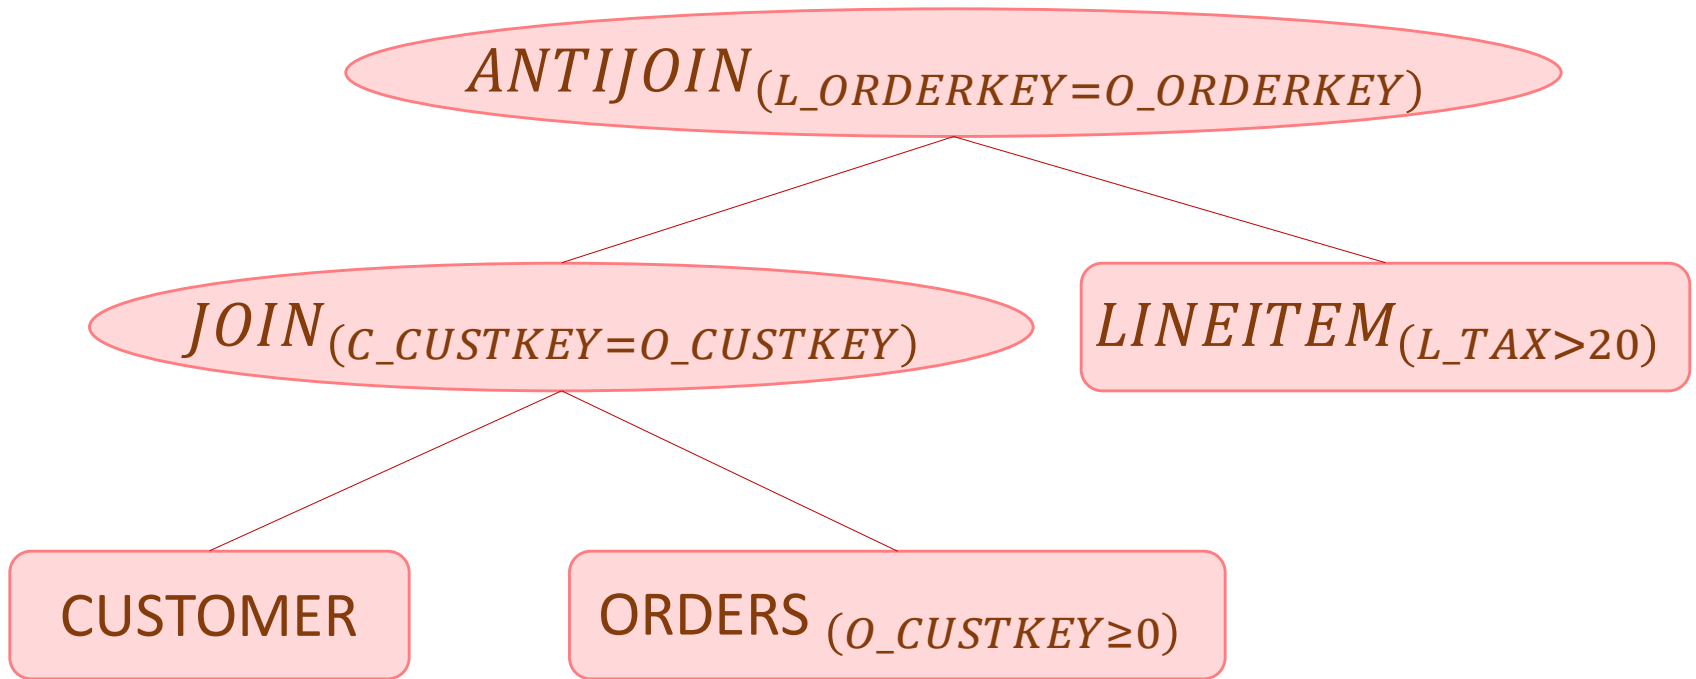 ANTIJOIN(L_ORDERKEY=O_ORDERKEY)
JOIN(C_CUSTKEY=O_CUSTKEY)
LINEITEM(L_TAX>20)
CUSTOMER
ORDERS (O_CUSTKEY≥0)